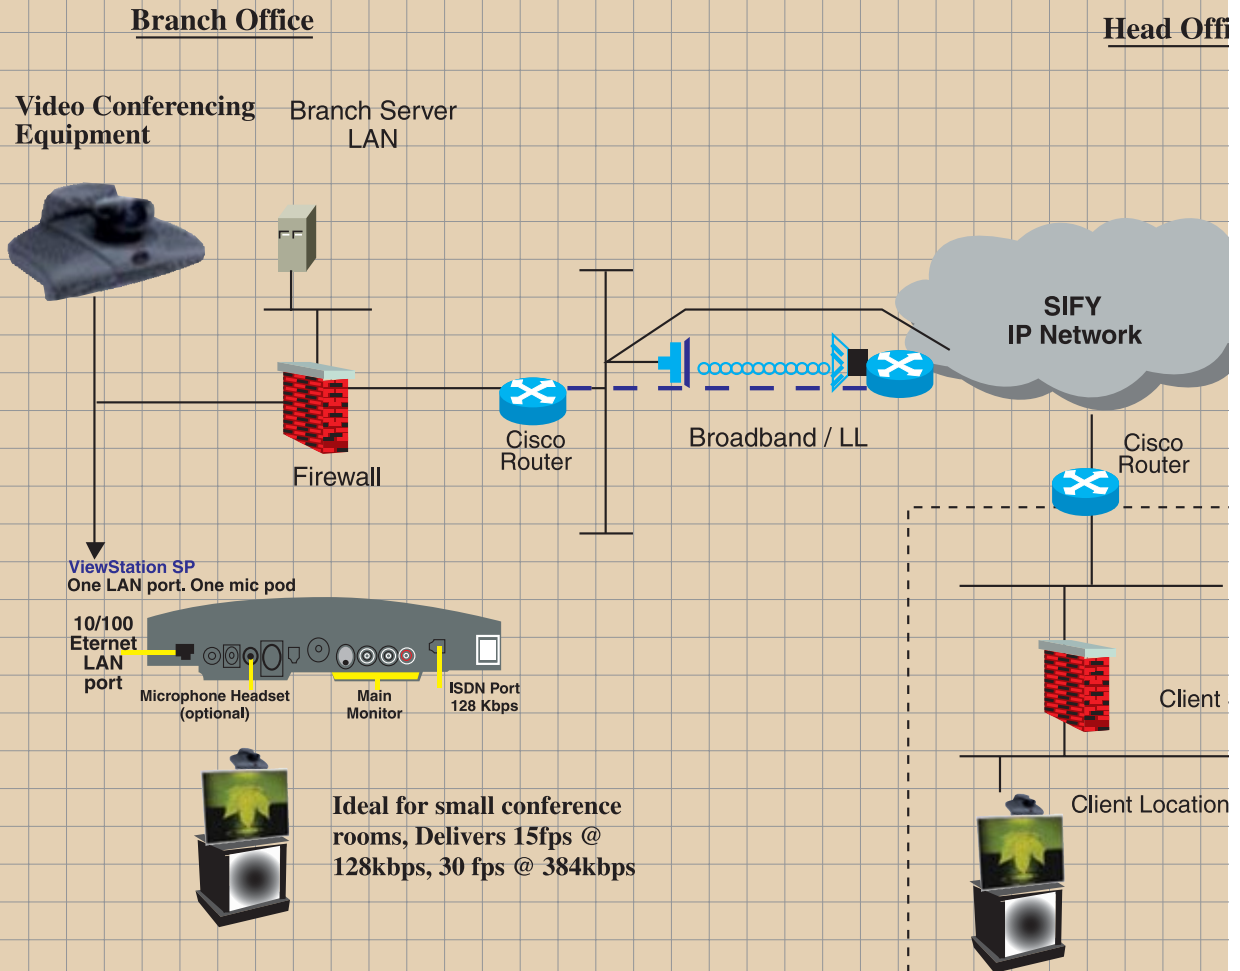 Branch Office
Head Offi
Video Conferencing
Equipment
Branch Server
LAN
SIFY
IP Network
Cisco
Router
Broadband / LL
Cisco
Router
Firewall
ViewStation SP
One LAN port. One mic pod
10/100
Eternet
LAN
port
Microphone Headset
(optional)
Main
Monitor
ISDN Port
128 Kbps
Client
Client Location
Ideal for small conference
rooms, Delivers 15fps @
128kbps, 30 fps @ 384kbps